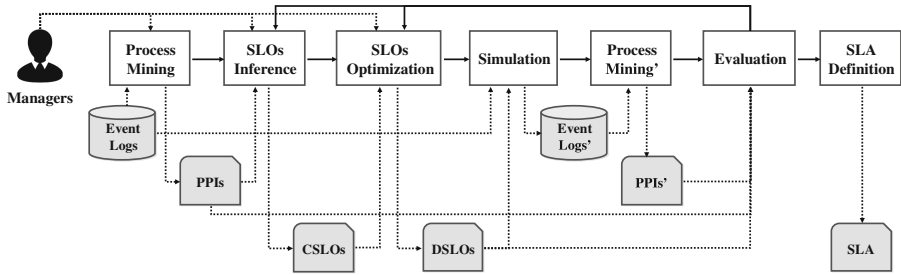 Managers
Process
Mining
SLOs
Inference
SLOs
Optimization
Simulation
Process
Mining’
Evaluation
SLA
Definition
Event
Logs
Event
Logs’
PPIs
PPIs’
CSLOs
DSLOs
SLA